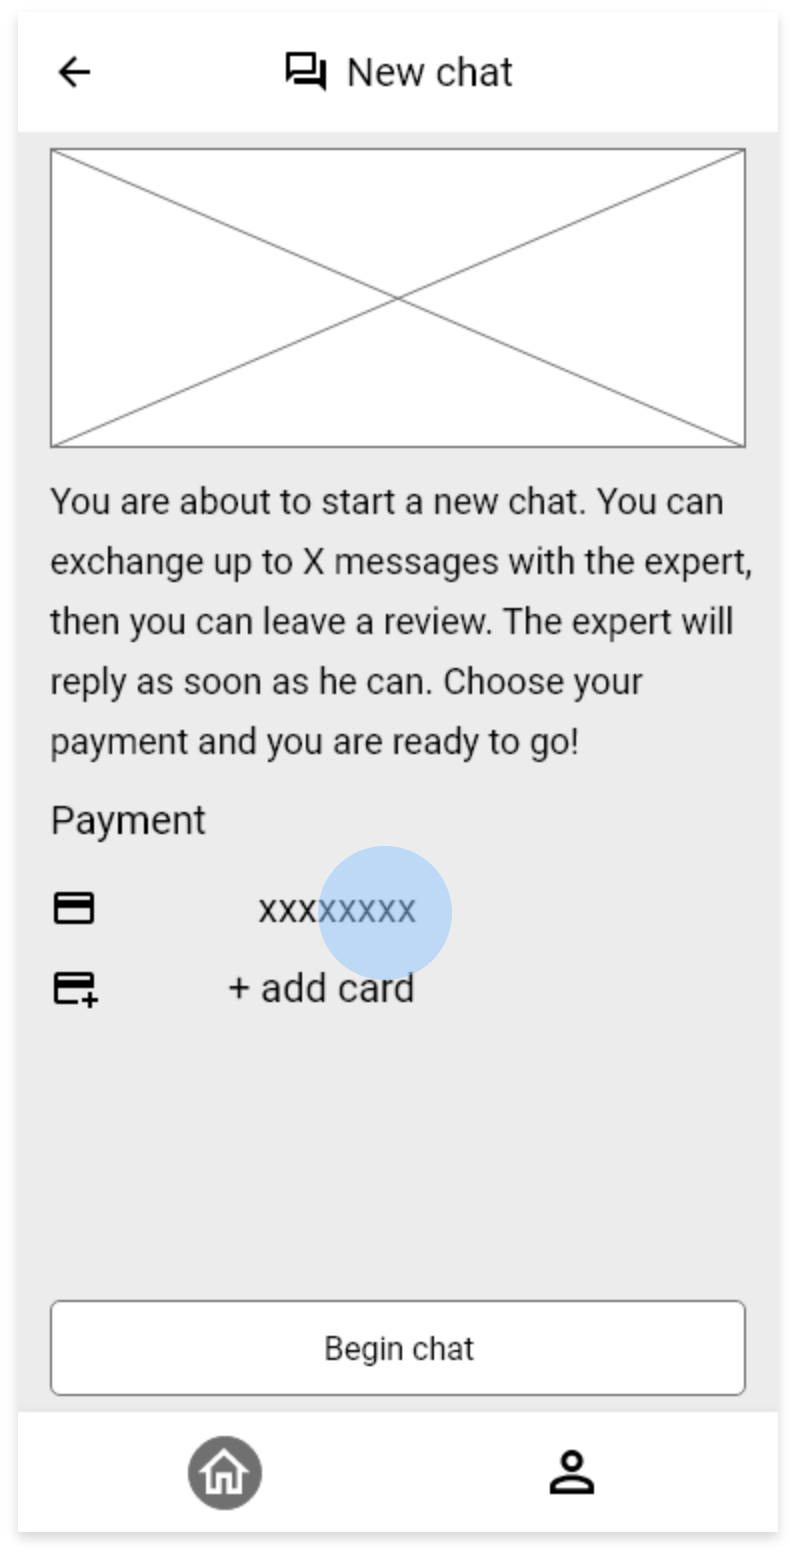 New chat
You are about to start a new chat. You can
exchange up to X messages with the expert,
then you can leave a review. The expert will
reply as soon as he can. Choose your
payment and you are ready to go!
Payment
xxxxxxxx
+ add card
Begin chat